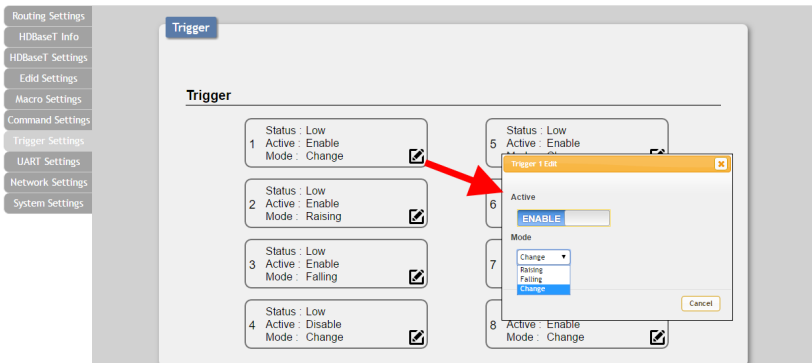 Routing Settings
HDBaseT Info
HDBaseT Settings
Edid Settings
Macro Settings
Command Settings
Trigger Settings
UART Settings
Network Settings
System Settings
Trigger
Trigger
1
Status : Low
Active : Enable
Mode : Change
2
Status : Low
Active : Enable
Mode : Raising
3
Status : Low
Active : Enable
Mode : Falling
4
Status : Low
Active : Disable
Mode : Change
5
Status : Low
Active : Enable
6
7
8
Active : Enable
Mode : Change
Trigger 1 Edit
Active
ENABLE
Mode
Change
Raising
Falling
Change
Cancel